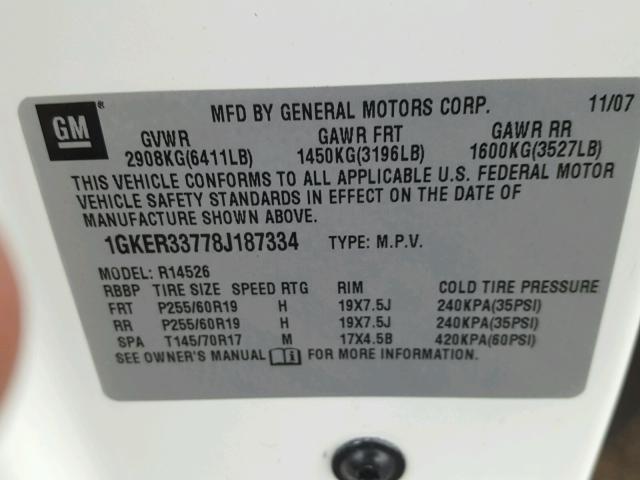 GM ®
MFD BY GENERAL MOTORS CORP. 11/07
GVWR GAWR FRT GAWR RR
2908KG(6411LB) 1450KG(3196LB) 1600KG(3527LB)
THIS VEHICLE CONFORMS TO ALL APPLICABLE U.S. FEDERAL MOTOR
VEHICLE SAFETY STANDARDS IN EFFECT ON THE DATE OF
MANUFACTURE SHOWN ABOVE.
1GKER33778J187334 TYPE: M.P.V.
MODEL: R14526
RBBP TIRE SIZE SPEED RTG RIM COLD TIRE PRESSURE
FRT P255/60R19 H 19X7.5J 240KPA(35PSI)
RR P255/60R19 H 19X7.5J 240KPA(35PSI)
SPA T145/70R17 M 17X4.5B 420KPA(60PSI)
SEE OWNER'S MANUAL FOR MORE INFORMATION.